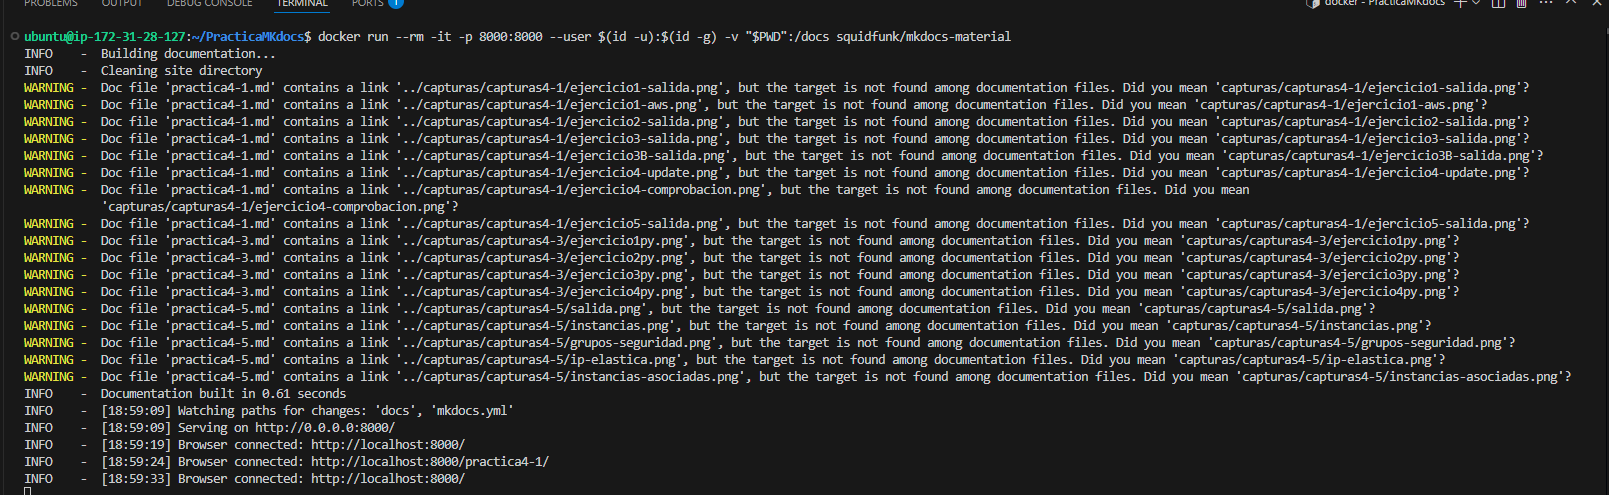 PROBLEMS OUTPUT DEBUG CONSOLE TERMINAL PORTS 1 docker - PracticaMKdocs
ubuntu@ip-172-31-28-127:~/PracticaMKdocs$ docker run --rm -it -p 8000:8000 --user $(id -u):$(id -g) -v "$PWD":/docs squidfunk/mkdocs-material
INFO    -  Building documentation...
INFO    -  Cleaning site directory
WARNING -  Doc file 'practica4-1.md' contains a link '../capturas/capturas4-1/ejercicio1-salida.png', but the target is not found among documentation files. Did you mean 'capturas/capturas4-1/ejercicio1-salida.png'?
WARNING -  Doc file 'practica4-1.md' contains a link '../capturas/capturas4-1/ejercicio1-aws.png', but the target is not found among documentation files. Did you mean 'capturas/capturas4-1/ejercicio1-aws.png'?
WARNING -  Doc file 'practica4-1.md' contains a link '../capturas/capturas4-1/ejercicio2-salida.png', but the target is not found among documentation files. Did you mean 'capturas/capturas4-1/ejercicio2-salida.png'?
WARNING -  Doc file 'practica4-1.md' contains a link '../capturas/capturas4-1/ejercicio3-salida.png', but the target is not found among documentation files. Did you mean 'capturas/capturas4-1/ejercicio3-salida.png'?
WARNING -  Doc file 'practica4-1.md' contains a link '../capturas/capturas4-1/ejercicio3B-salida.png', but the target is not found among documentation files. Did you mean 'capturas/capturas4-1/ejercicio3B-salida.png'?
WARNING -  Doc file 'practica4-1.md' contains a link '../capturas/capturas4-1/ejercicio4-update.png', but the target is not found among documentation files. Did you mean 'capturas/capturas4-1/ejercicio4-update.png'?
WARNING -  Doc file 'practica4-1.md' contains a link '../capturas/capturas4-1/ejercicio4-comprobacion.png', but the target is not found among documentation files. Did you mean
'capturas/capturas4-1/ejercicio4-comprobacion.png'?
WARNING -  Doc file 'practica4-1.md' contains a link '../capturas/capturas4-1/ejercicio5-salida.png', but the target is not found among documentation files. Did you mean 'capturas/capturas4-1/ejercicio5-salida.png'?
WARNING -  Doc file 'practica4-3.md' contains a link '../capturas/capturas4-3/ejercicio1py.png', but the target is not found among documentation files. Did you mean 'capturas/capturas4-3/ejercicio1py.png'?
WARNING -  Doc file 'practica4-3.md' contains a link '../capturas/capturas4-3/ejercicio2py.png', but the target is not found among documentation files. Did you mean 'capturas/capturas4-3/ejercicio2py.png'?
WARNING -  Doc file 'practica4-3.md' contains a link '../capturas/capturas4-3/ejercicio3py.png', but the target is not found among documentation files. Did you mean 'capturas/capturas4-3/ejercicio3py.png'?
WARNING -  Doc file 'practica4-3.md' contains a link '../capturas/capturas4-3/ejercicio4py.png', but the target is not found among documentation files. Did you mean 'capturas/capturas4-3/ejercicio4py.png'?
WARNING -  Doc file 'practica4-5.md' contains a link '../capturas/capturas4-5/salida.png', but the target is not found among documentation files. Did you mean 'capturas/capturas4-5/salida.png'?
WARNING -  Doc file 'practica4-5.md' contains a link '../capturas/capturas4-5/instancias.png', but the target is not found among documentation files. Did you mean 'capturas/capturas4-5/instancias.png'?
WARNING -  Doc file 'practica4-5.md' contains a link '../capturas/capturas4-5/grupos-seguridad.png', but the target is not found among documentation files. Did you mean 'capturas/capturas4-5/grupos-seguridad.png'?
WARNING -  Doc file 'practica4-5.md' contains a link '../capturas/capturas4-5/ip-elastica.png', but the target is not found among documentation files. Did you mean 'capturas/capturas4-5/ip-elastica.png'?
WARNING -  Doc file 'practica4-5.md' contains a link '../capturas/capturas4-5/instancias-asociadas.png', but the target is not found among documentation files. Did you mean 'capturas/capturas4-5/instancias-asociadas.png'?
INFO    -  Documentation built in 0.61 seconds
INFO    -  [18:59:09] Watching paths for changes: 'docs', 'mkdocs.yml'
INFO    -  [18:59:09] Serving on http://0.0.0.0:8000/
INFO    -  [18:59:19] Browser connected: http://localhost:8000/
INFO    -  [18:59:24] Browser connected: http://localhost:8000/practica4-1/
INFO    -  [18:59:33] Browser connected: http://localhost:8000/